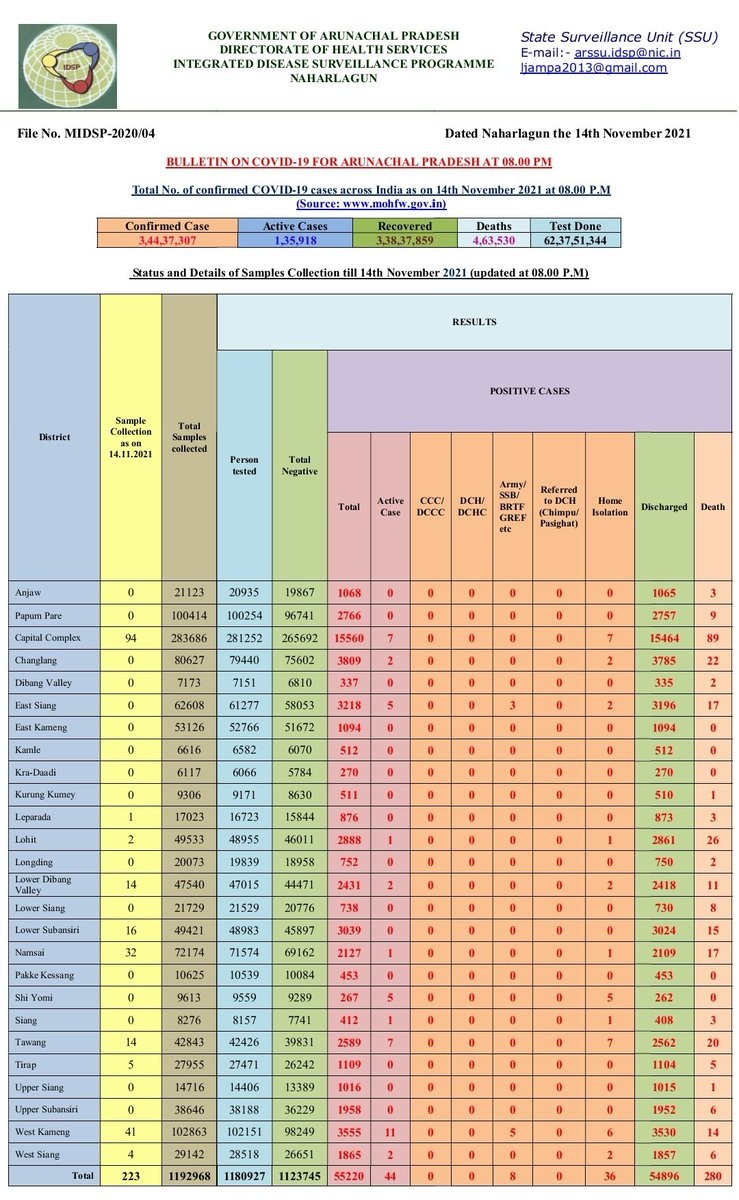 IDSP
GOVERNMENT OF ARUNACHAL PRADESH
DIRECTORATE OF HEALTH SERVICES
INTEGRATED DISEASE SURVEILLANCE PROGRAMME
NAHARLAGUN
State Surveillance Unit (SSU)
E-mail:- arssu.idsp@nic.in
ljampa2013@gmail.com
File No. MIDSP-2020/04 Dated Naharlagun the 14th November 2021
BULLETIN ON COVID-19 FOR ARUNACHAL PRADESH AT 08.00 PM
Total No. of confirmed COVID-19 cases across India as on 14th November 2021 at 08.00 P.M
(Source: www.mohfw.gov.in)
Confirmed Case Active Cases Recovered Deaths Test Done
3,44,37,307 1,35,918 3,38,37,859 4,63,530 62,37,51,344
Status and Details of Samples Collection till 14th November 2021 (updated at 08.00 P.M)
District
Sample
Collection
as on
14.11.2021
Total
Samples
collected
RESULTS
Person
tested
Total
Negative
POSITIVE CASES
Total
Active
Case
CCC/
DCCC
DCH/
DCHC
Army/
SSB/
BRTF
GREF
etc
Referred
to DCH
(Chimpu/
Pasighat)
Home
Isolation
Discharged
Death
Anjaw 0 21123 20935 19867 1068 0 0 0 0 0 0 1065 3
Papum Pare 0 100414 100254 96741 2766 0 0 0 0 0 0 2757 9
Capital Complex 94 283686 281252 265692 15560 7 0 0 0 0 7 15464 89
Changlang 0 80627 79440 75602 3809 2 0 0 0 0 2 3785 22
Dibang Valley 0 7173 7151 6810 337 0 0 0 0 0 0 335 2
East Siang 0 62608 61277 58053 3218 5 0 0 3 0 2 3196 17
East Kameng 0 53126 52766 51672 1094 0 0 0 0 0 0 1094 0
Kamle 0 6616 6582 6070 512 0 0 0 0 0 0 512 0
Kra-Daadi 0 6117 6066 5784 270 0 0 0 0 0 0 270 0
Kurung Kumey 0 9306 9171 8630 511 0 0 0 0 0 0 510 1
Leparada 1 17023 16723 15844 876 0 0 0 0 0 0 873 3
Lohit 2 49533 48955 46011 2888 1 0 0 0 0 1 2861 26
Longding 0 20073 19839 18958 752 0 0 0 0 0 0 750 2
Lower Dibang
Valley 14 47540 47015 44471 2431 2 0 0 0 0 2 2418 11
Lower Siang 0 21729 21529 20776 738 0 0 0 0 0 0 730 8
Lower Subansiri 16 49421 48983 45897 3039 0 0 0 0 0 0 3024 15
Namsai 32 72174 71574 69162 2127 1 0 0 0 0 1 2109 17
Pakke Kessang 0 10625 10539 10084 453 0 0 0 0 0 0 453 0
Shi Yomi 0 9613 9559 9289 267 5 0 0 0 0 5 262 0
Siang 0 8276 8157 7741 412 1 0 0 0 0 1 408 3
Tawang 14 42843 42426 39831 2589 7 0 0 0 0 7 2562 20
Tirap 5 27955 27471 26242 1109 0 0 0 0 0 0 1104 5
Upper Siang 0 14716 14406 13389 1016 0 0 0 0 0 0 1015 1
Upper Subansiri 0 38646 38188 36229 1958 0 0 0 0 0 0 1952 6
West Kameng 41 102863 102151 98249 3555 11 0 0 5 0 6 3530 14
West Siang 4 29142 28518 26651 1865 2 0 0 0 0 2 1857 6
Total 223 1192968 1180927 1123745 55220 44 0 0 8 0 36 54896 280